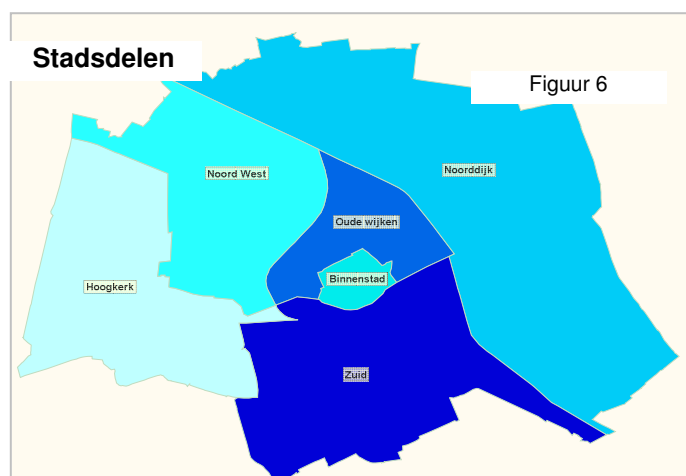 Stadsdelen
Figuur 6
Noord West
Noorddijk
Oude wijken
Binnenstad
Hoogkerk
Zuid